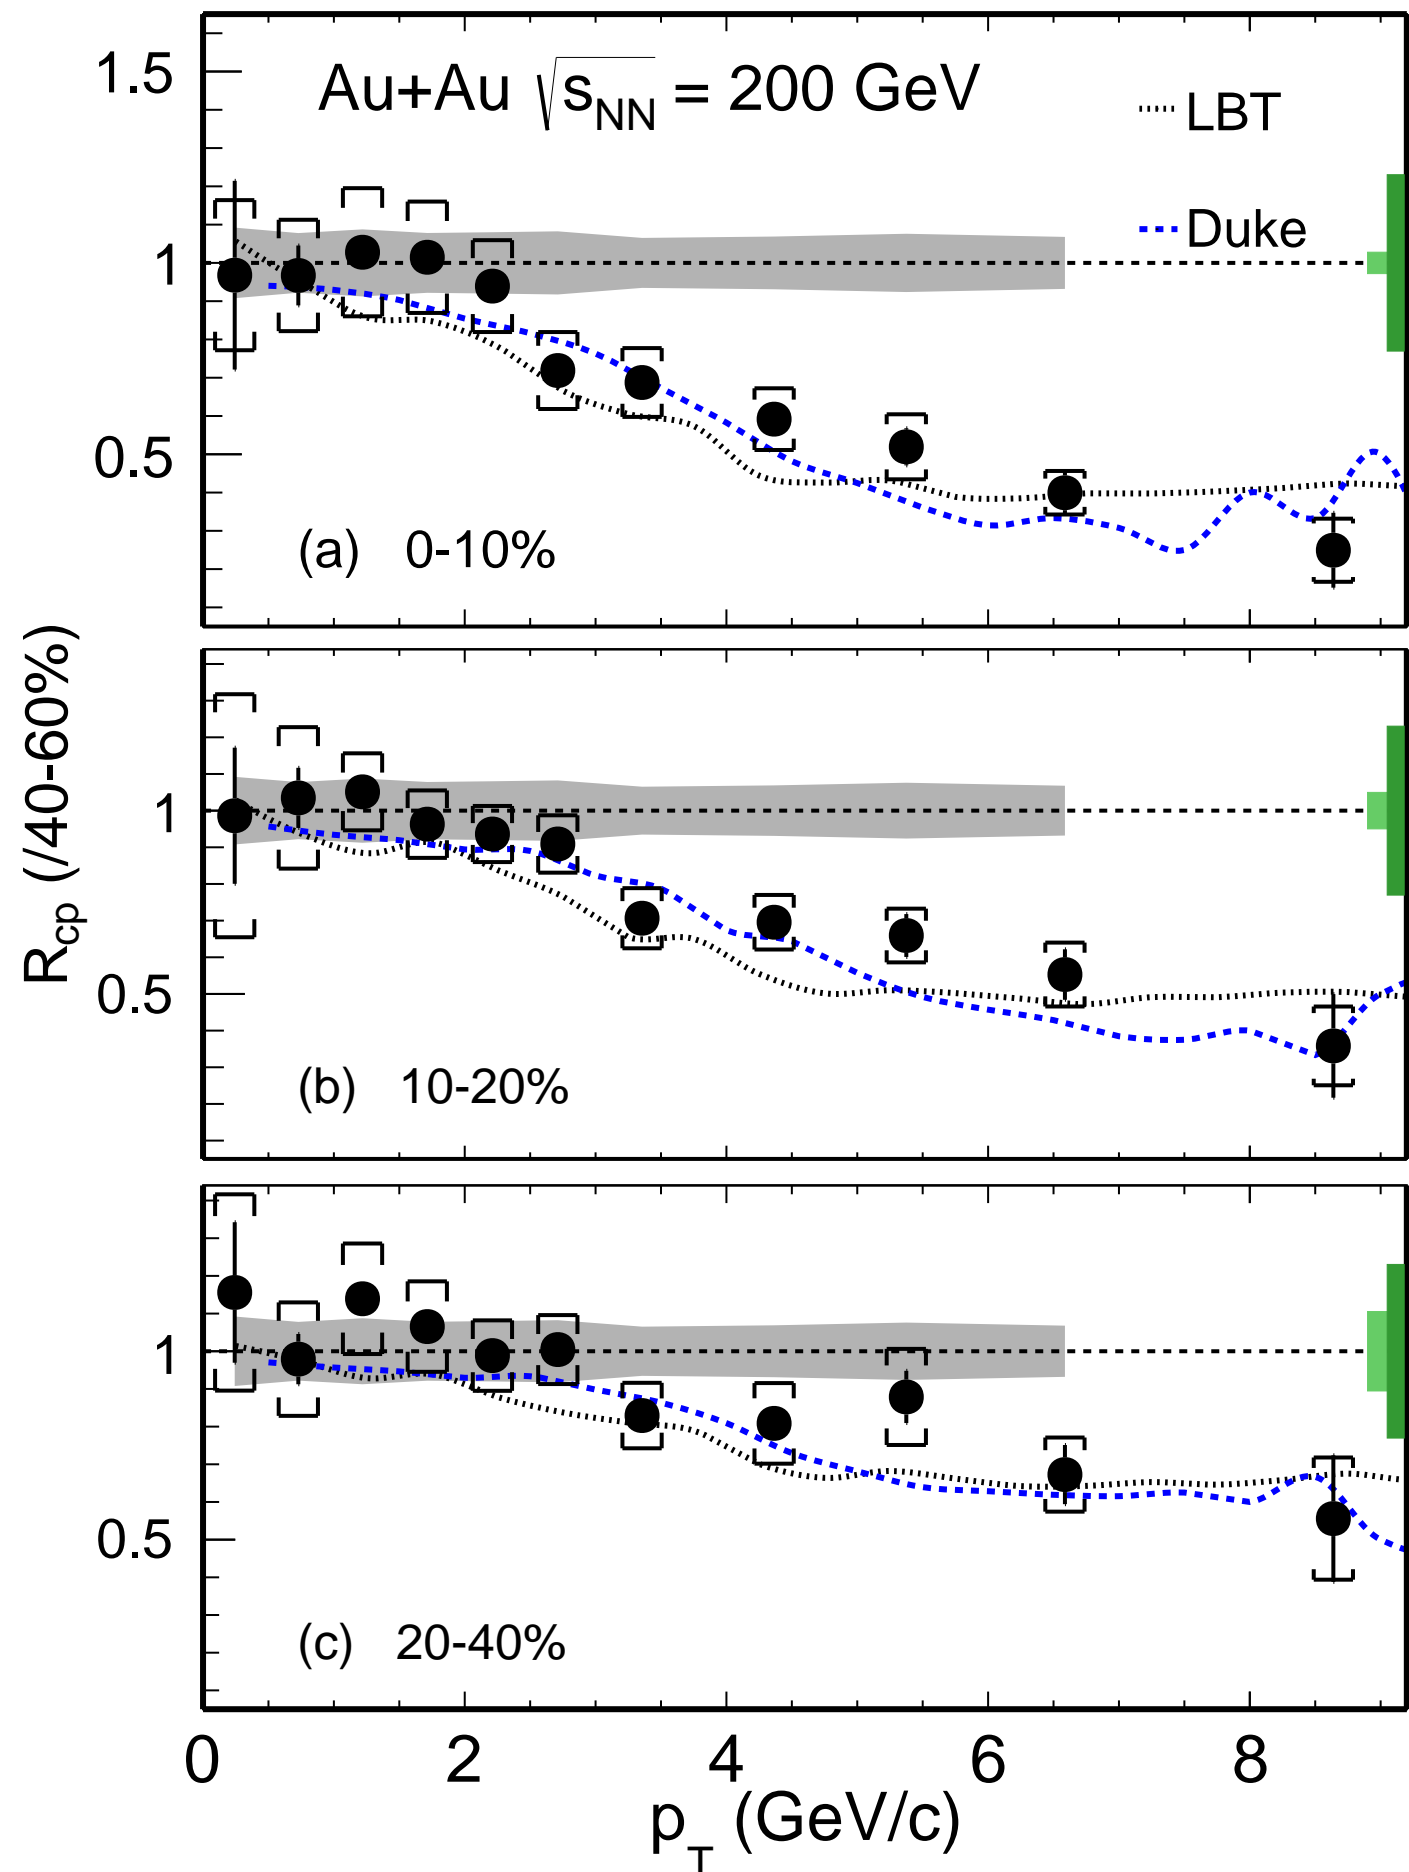 1.5
Au+Au √sNN = 200 GeV
LBT
Duke
1
0.5
(a) 0-10%
Rcp (/40-60%)
1
0.5
(b) 10-20%
1
0.5
(c) 20-40%
0 2 4 6 8
pT (GeV/c)